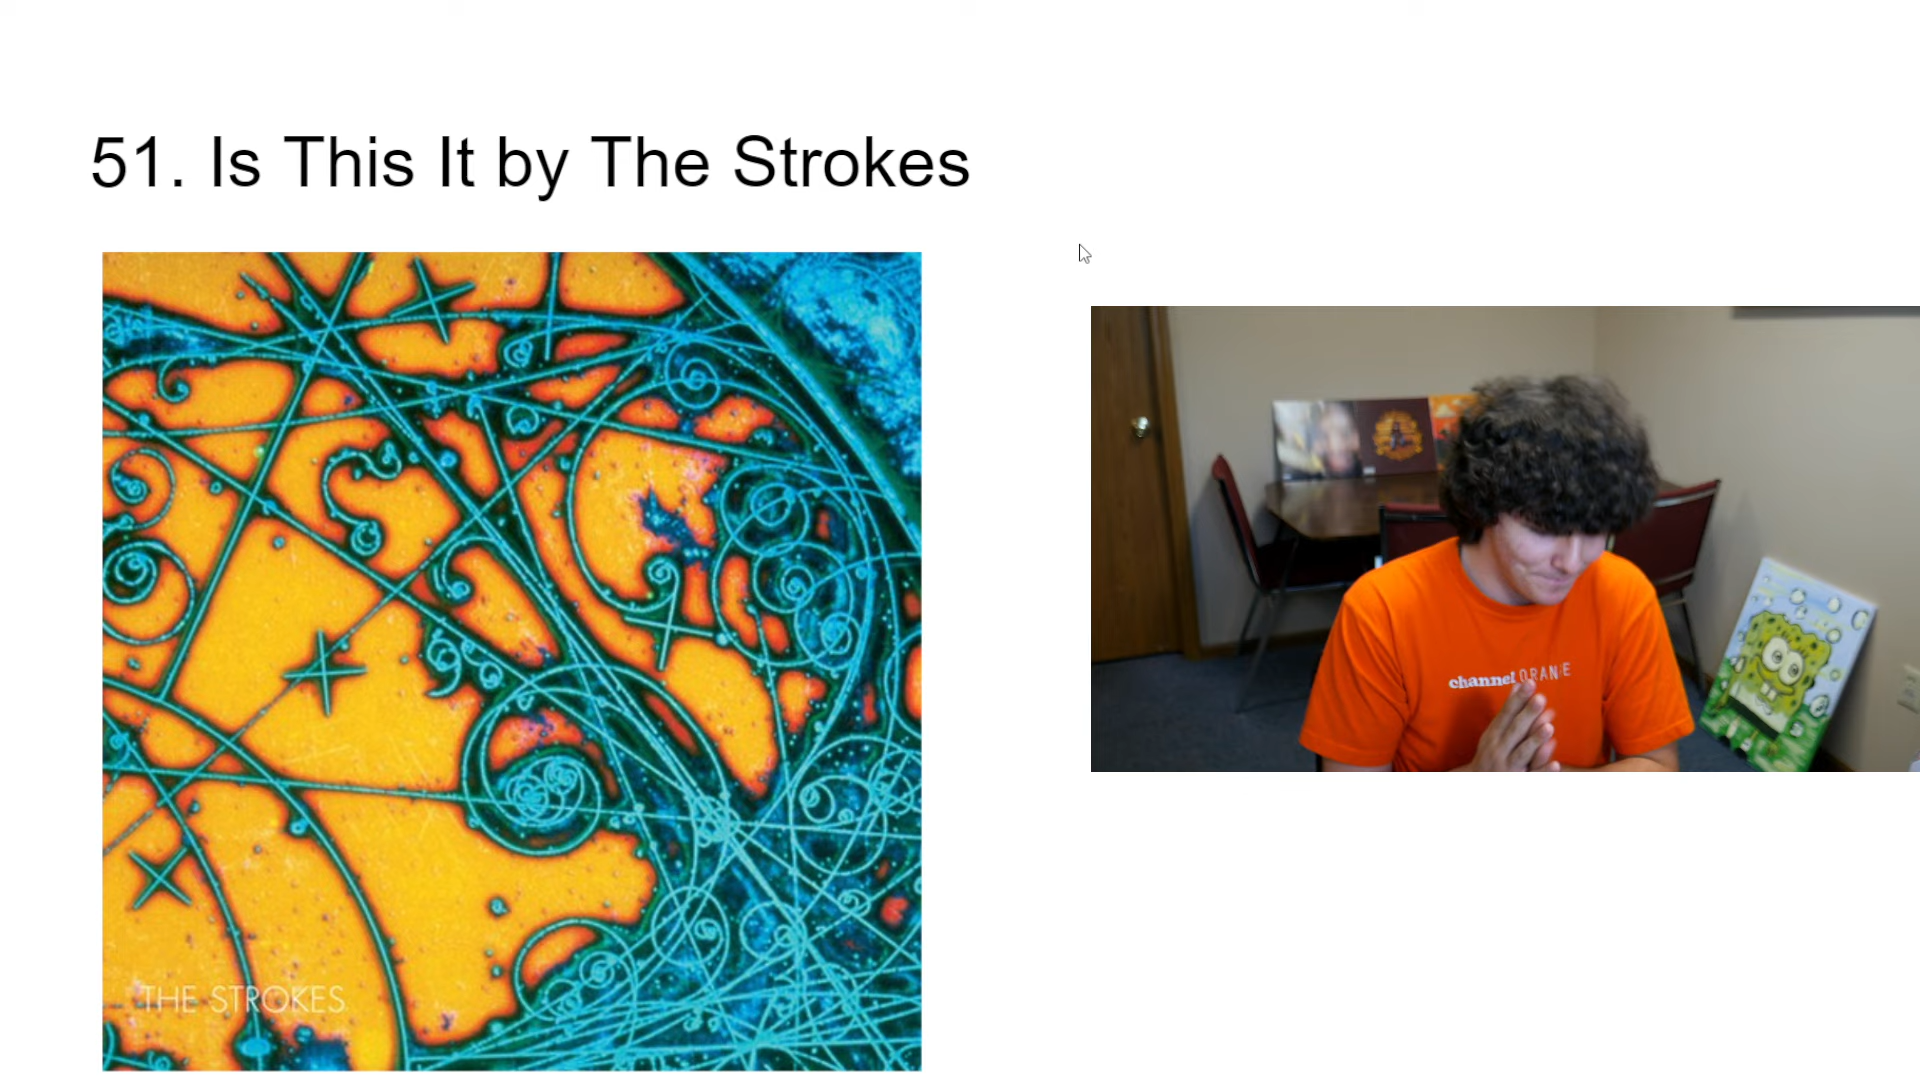 51. Is This It by The Strokes
THE STROKES
channel ORANGE